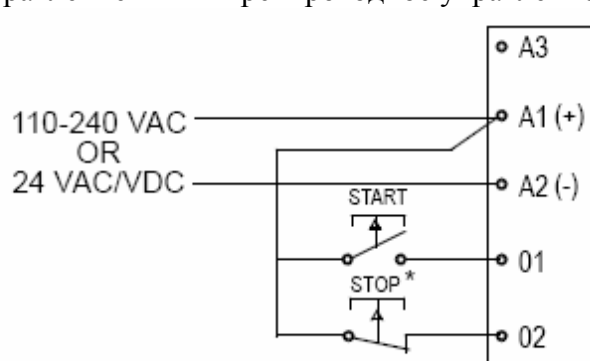 A3
110-240 VAC
A1 (+)
OR
24 VAC/VDC
A2 (-)
START
01
STOP *
02